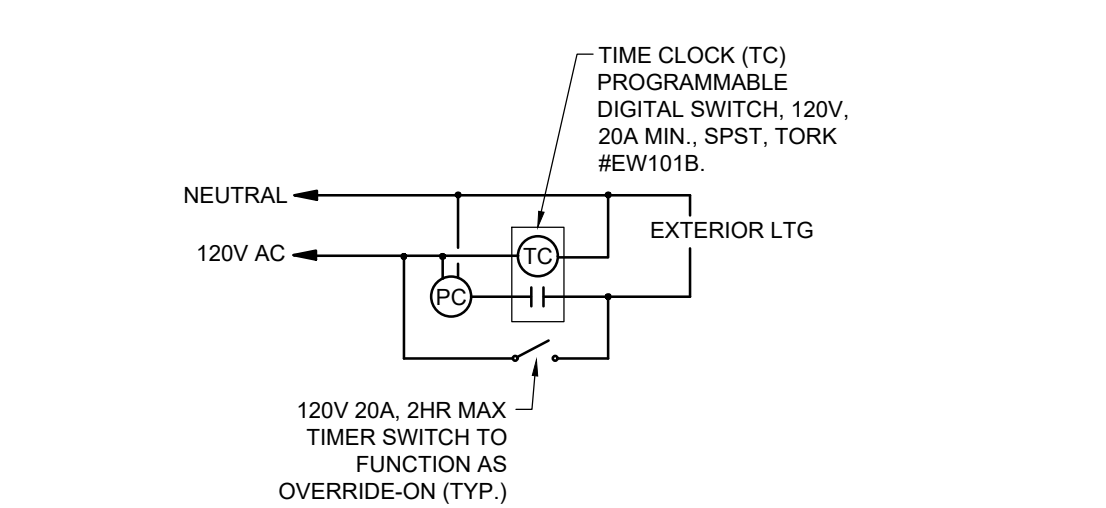 TIME CLOCK (TC)
PROGRAMMABLE
DIGITAL SWITCH, 120V,
20A MIN., SPST, TORK
#EW101B.
NEUTRAL
EXTERIOR LTG
120V AC
TC
PC
120V 20A, 2HR MAX
TIMER SWITCH TO
FUNCTION AS
OVERRIDE-ON (TYP.)